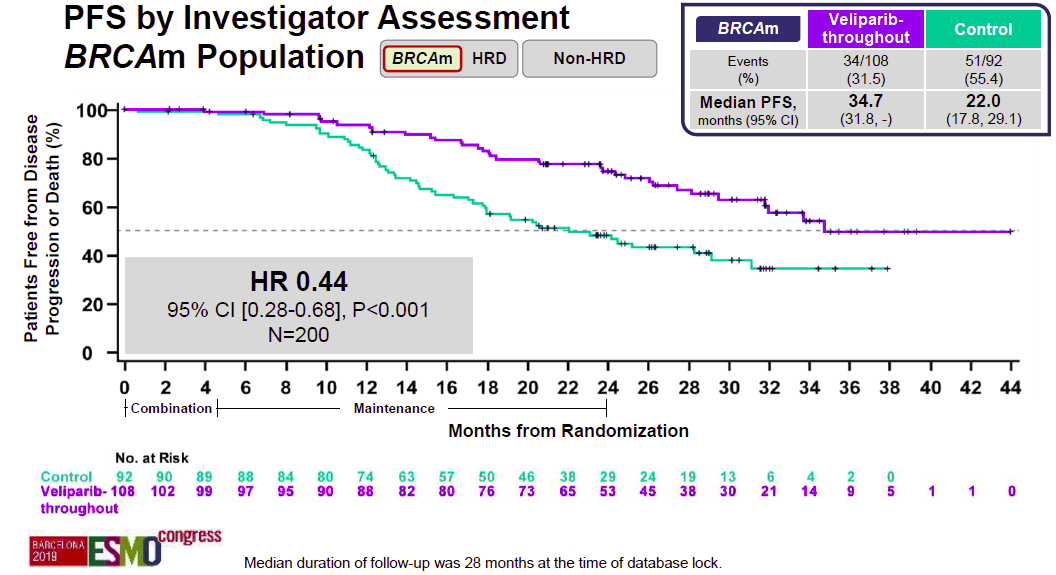 PFS by Investigator Assessment
BRCAm Population
BRCAm HRD
Non-HRD
BRCAm
Veliparib-throughout
Control
Events (%)
34/108 (31.5)
51/92 (55.4)
Median PFS, months (95% CI)
34.7 (31.8, -)
22.0 (17.8, 29.1)
Patients Free from Disease
Progression or Death (%)
100
80
60
40
20
0
HR 0.44
95% CI [0.28-0.68], P<0.001
N=200
0 2 4 6 8 10 12 14 16 18 20 22 24 26 28 30 32 34 36 38 40 42 44
Combination
Maintenance
Months from Randomization
No. at Risk
Control 92 90 89 88 84 80 74 63 57 50 46 38 29 24 19 13 6 4 2 0
Veliparib- 108 102 99 97 95 90 88 82 80 76 73 65 53 45 38 30 21 14 9 5 1 1 0
throughout
BARCELONA
2019
ESMO
congress
Median duration of follow-up was 28 months at the time of database lock.